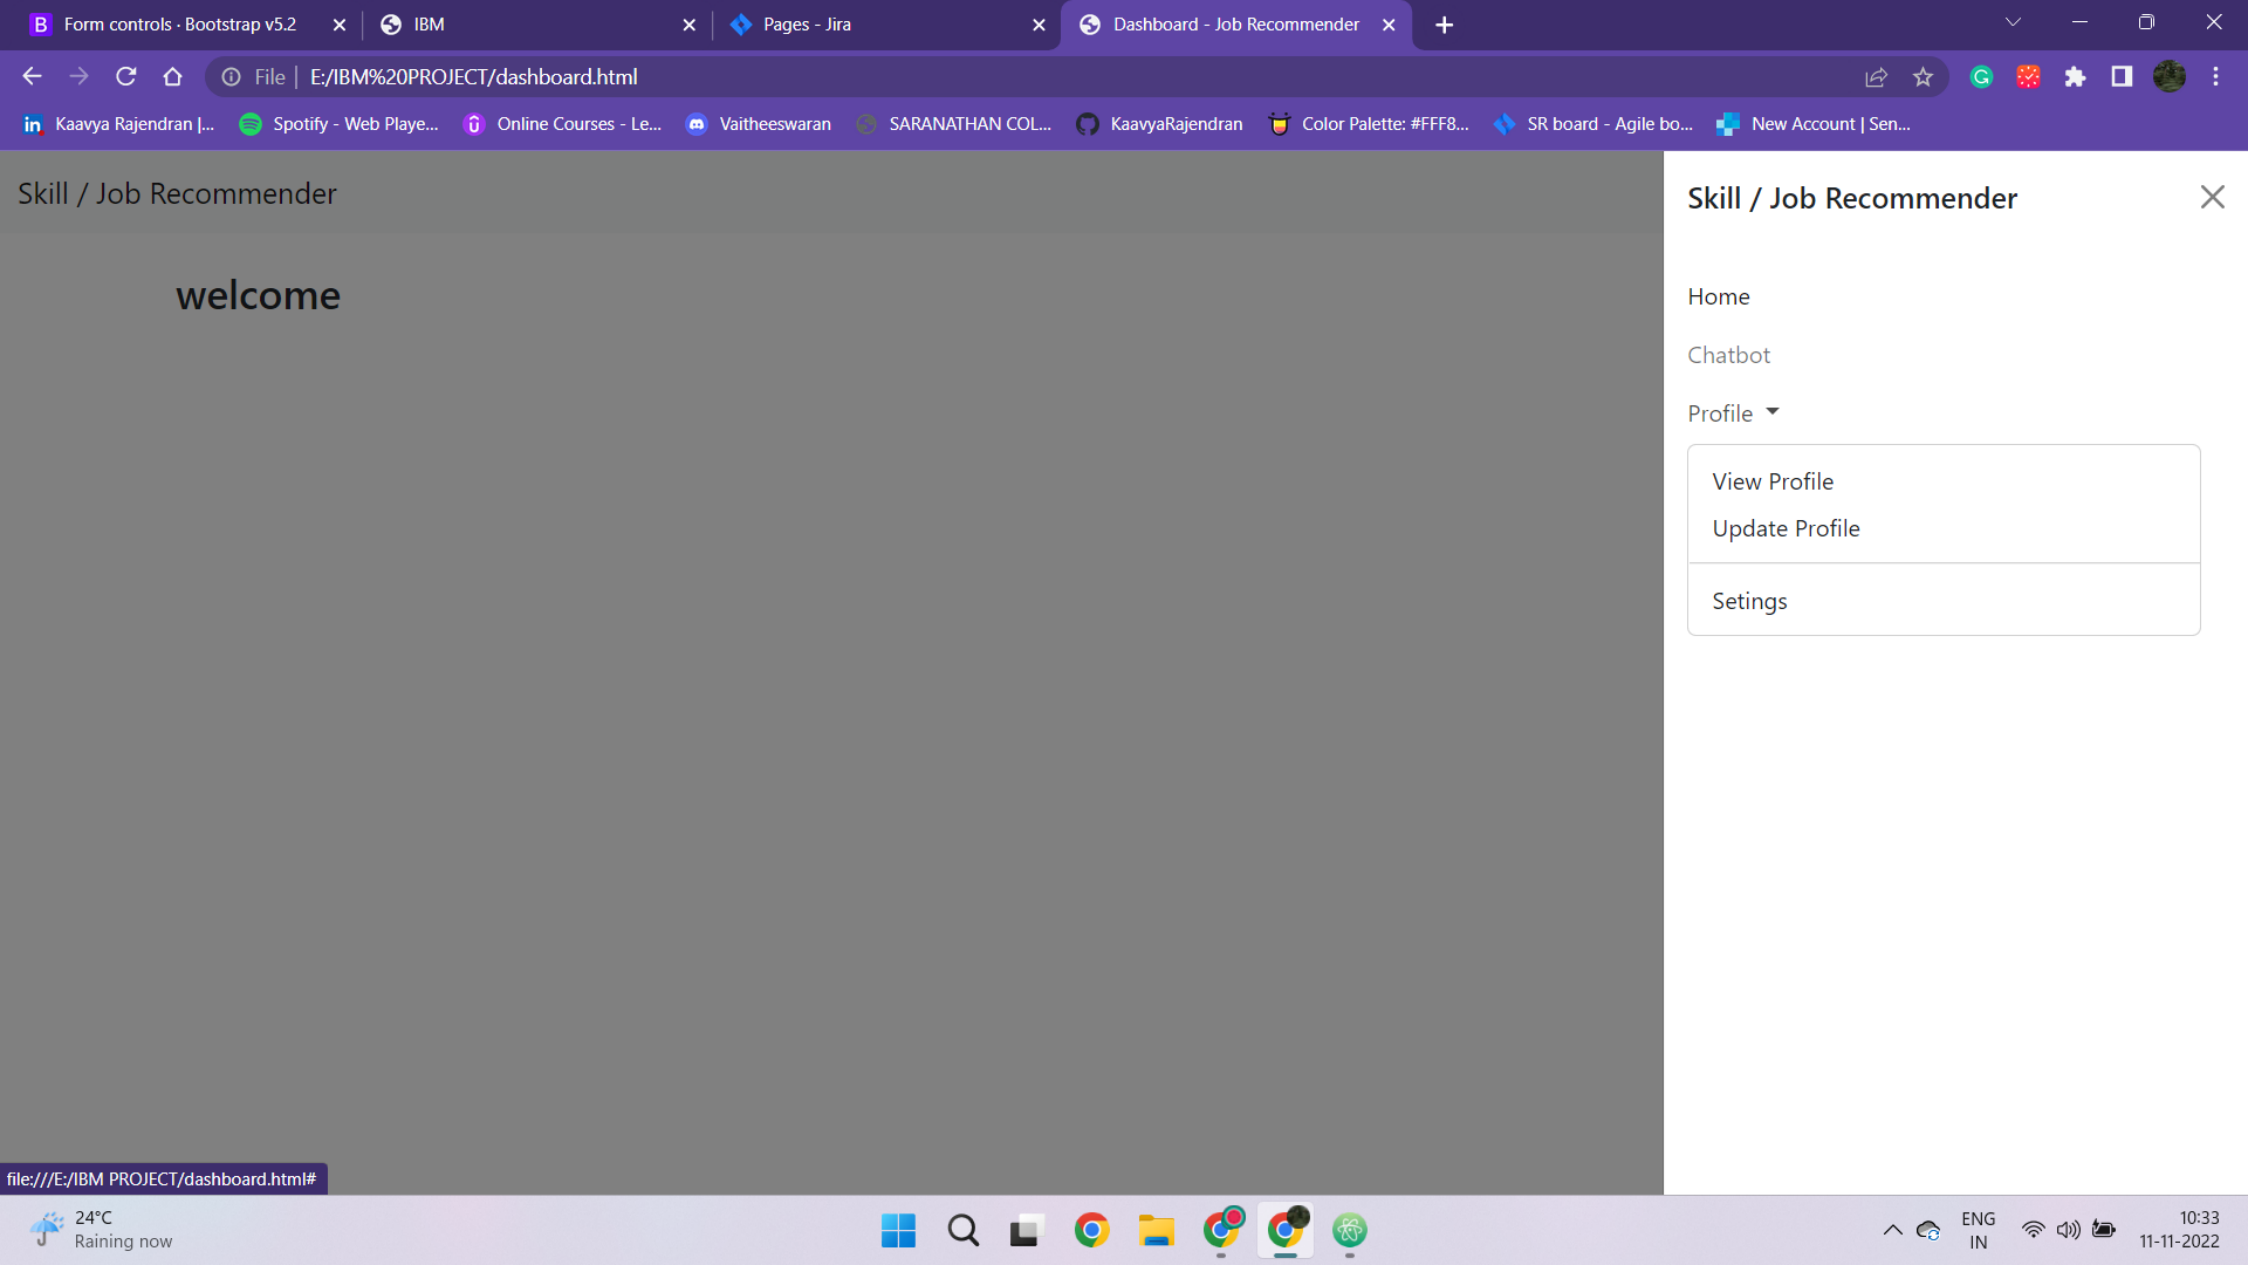 Form controls · Bootstrap v5.2
IBM
Pages - Jira
Dashboard - Job Recommender
File | E:/IBM%20PROJECT/dashboard.html
Kaavya Rajendran |...
Spotify - Web Playe...
Online Courses - Le...
Vaitheeswaran
SARANATHAN COL...
KaavyaRajendran
Color Palette: #FFF8...
SR board - Agile bo...
New Account | Sen...
Skill / Job Recommender
welcome
Skill / Job Recommender
Home
Chatbot
Profile
View Profile
Update Profile
Setings
file:///E:/IBM PROJECT/dashboard.html#
24°C
Raining now
ENG
IN
10:33
11-11-2022